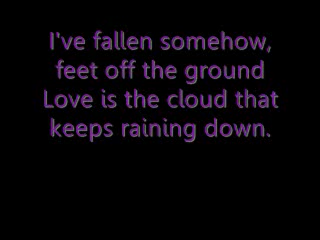 I've fallen somehow,
feet off the ground
Love is the cloud that
keeps raining down.